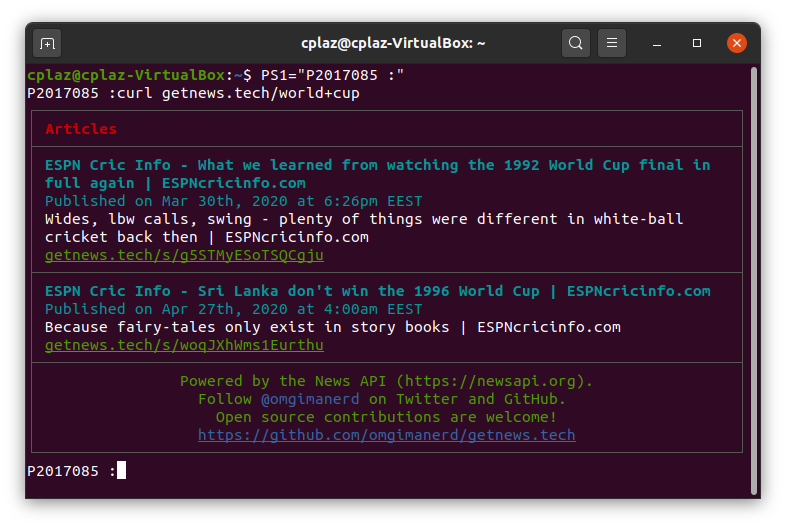 cplaz@cplaz-VirtualBox: ~
cplaz@cplaz-VirtualBox:~$ PS1="P2017085 :"
P2017085 :curl getnews.tech/world+cup
Articles
ESPN Cric Info - What we learned from watching the 1992 World Cup final in
full again | ESPNcricinfo.com
Published on Mar 30th, 2020 at 6:26pm EEST
Wides, lbw calls, swing - plenty of things were different in white-ball
cricket back then | ESPNcricinfo.com
getnews.tech/s/g5STMyESoTSQCgju
ESPN Cric Info - Sri Lanka don't win the 1996 World Cup | ESPNcricinfo.com
Published on Apr 27th, 2020 at 4:00am EEST
Because fairy-tales only exist in story books | ESPNcricinfo.com
getnews.tech/s/woqJXhWms1Eurthu
Powered by the News API (https://newsapi.org).
Follow @omgimanerd on Twitter and GitHub.
Open source contributions are welcome!
https://github.com/omgimanerd/getnews.tech
P2017085 :